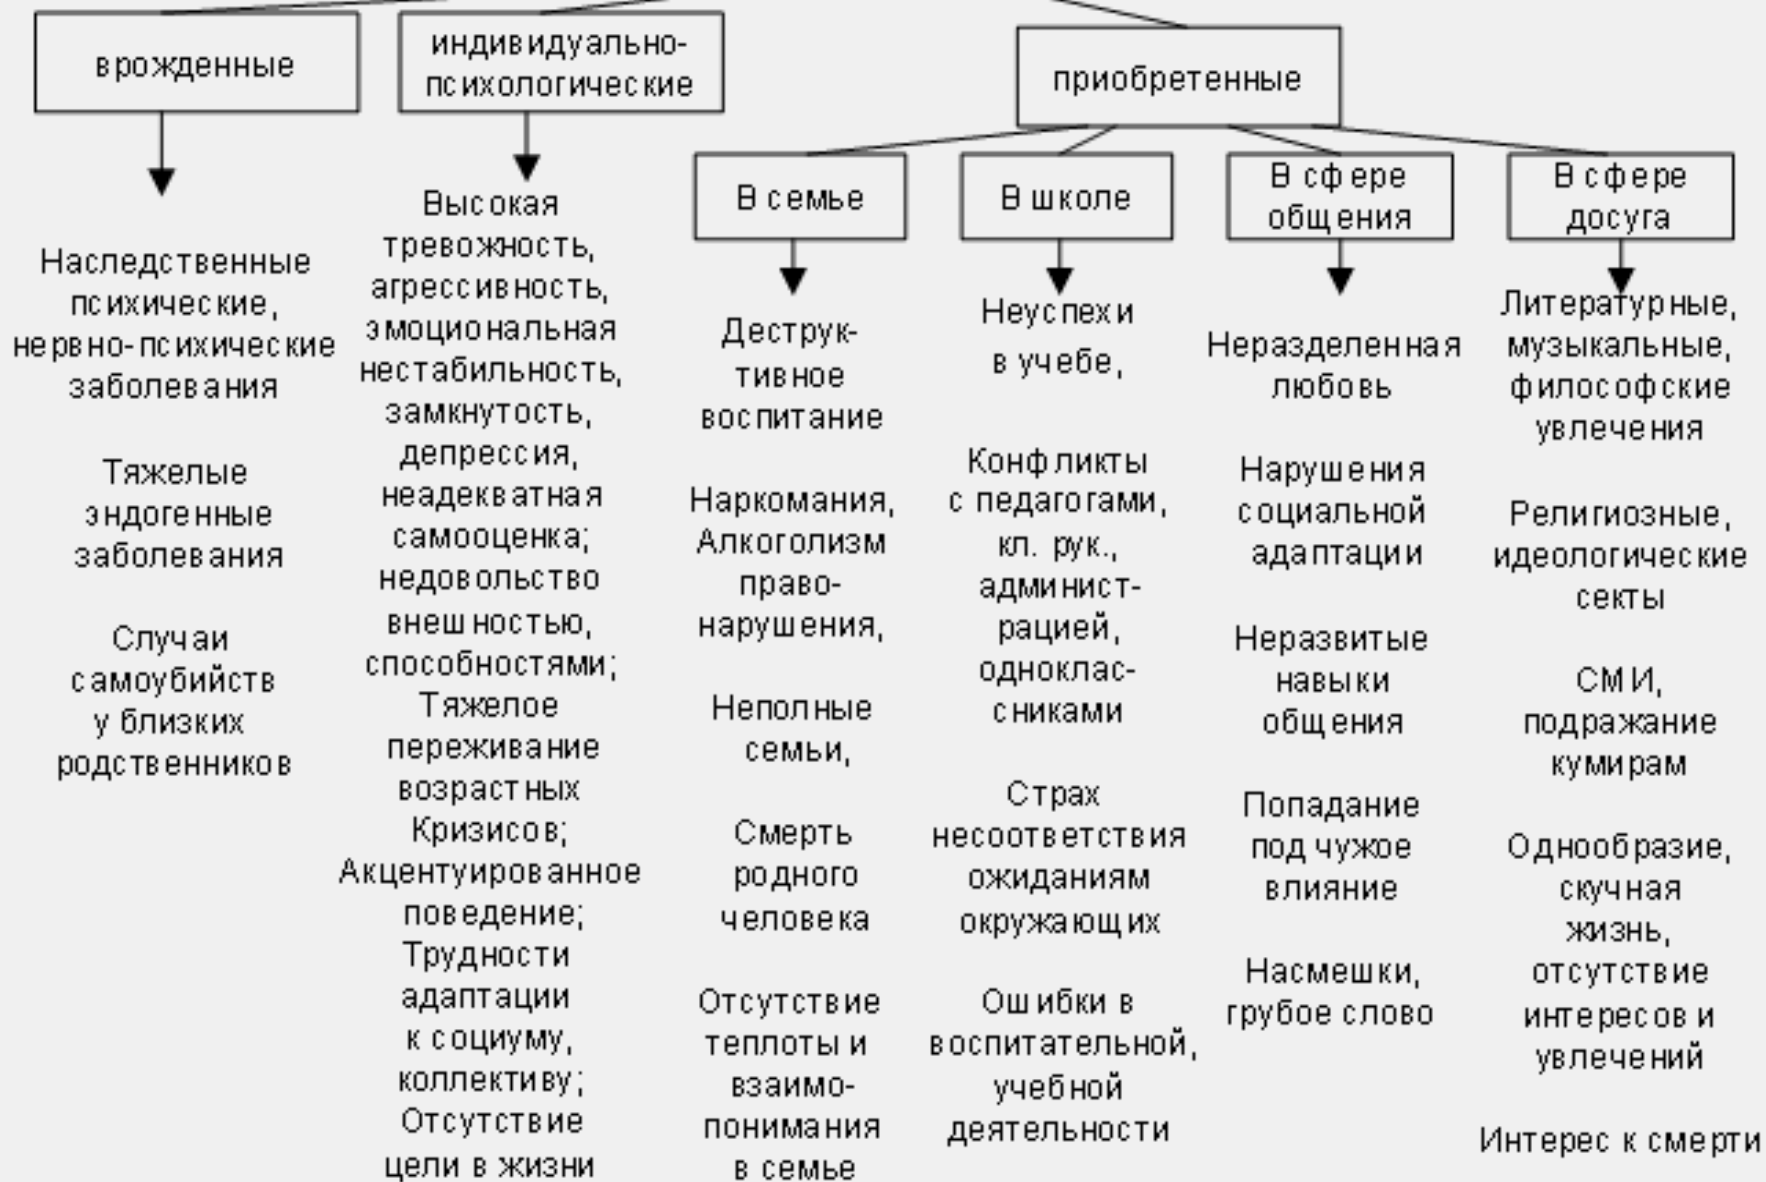 врожденные
индивидуально-
психологические
приобретенные
В семье
В школе
В сфере
общения
В сфере
досуга
Наследственные
психические,
нервно-психические
заболевания
Тяжелые
эндогенные
заболевания
Случаи
самоубийств
у близких
родственников
Высокая
тревожность,
агрессивность,
эмоциональная
нестабильность,
замкнутость,
депрессия,
неадекватная
самооценка;
недовольство
внешностью,
способностями;
Тяжелое
переживание
возрастных
Кризисов;
Акцентуированное
поведение;
Трудности
адаптации
к социуму,
коллективу;
Отсутствие
цели в жизни
Деструк-
тивное
воспитание
Наркомания,
Алкоголизм
право-
нарушения,
Неполные
семьи,
Смерть
родного
человека
Отсутствие
теплоты и
взаимо-
понимания
в семье
Неуспехи
в учебе,
Конфликты
с педагогами,
кл. рук.,
админист-
рацией,
однoклас-
сниками
Страх
несоответствия
ожиданиям
окружающих
Ошибки в
воспитательной,
учебной
деятельности
Неразделенная
любовь
Нарушения
социальной
адаптации
Неразвитые
навыки
общения
Попадание
под чужое
влияние
Насмешки,
грубое слово
Литературные,
музыкальные,
философские
увлечения
Религиозные,
идеологические
секты
СМИ,
подражание
кумирам
Однообразие,
скучная
жизнь,
отсутствие
интересов и
увлечений
Интерес к смерти